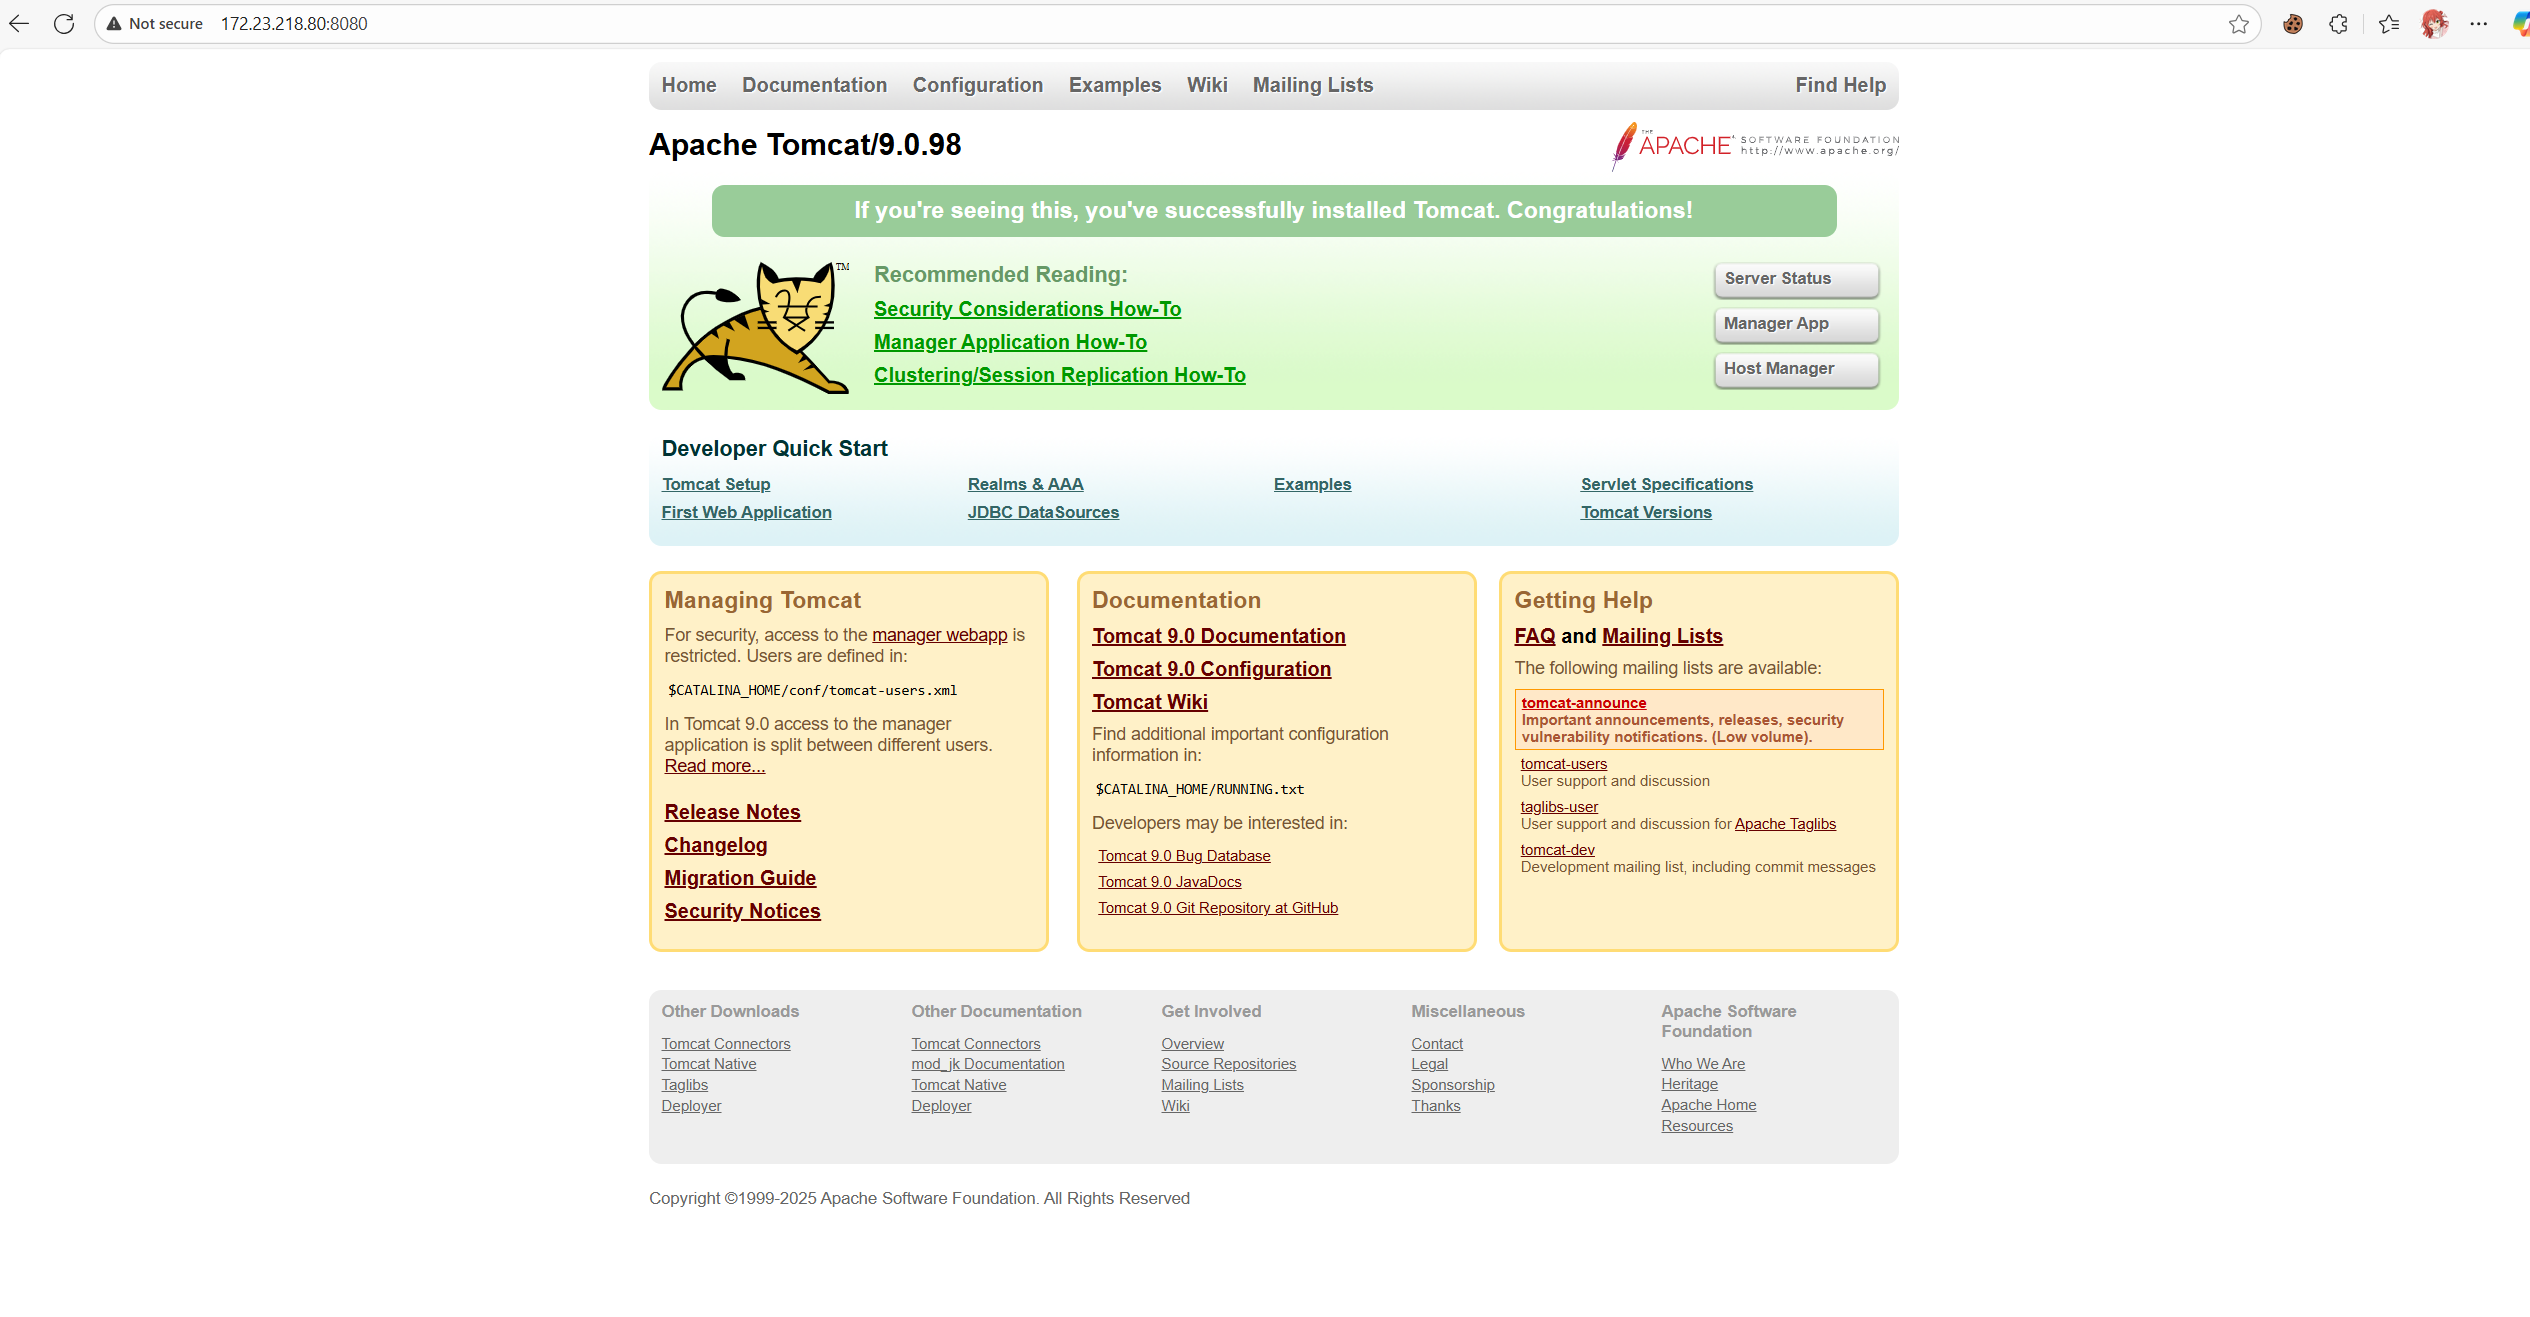 Not secure 172.23.218.80:8080
Home Documentation Configuration Examples Wiki Mailing Lists Find Help
Apache Tomcat/9.0.98
THE APACHE SOFTWARE FOUNDATION
http://www.apache.org/
If you're seeing this, you've successfully installed Tomcat. Congratulations!
TM
Recommended Reading:
Security Considerations How-To
Manager Application How-To
Clustering/Session Replication How-To
Server Status
Manager App
Host Manager
Developer Quick Start
Tomcat Setup
First Web Application
Realms & AAA
JDBC DataSources
Examples
Servlet Specifications
Tomcat Versions
Managing Tomcat
For security, access to the manager webapp is
restricted. Users are defined in:
$CATALINA_HOME/conf/tomcat-users.xml
In Tomcat 9.0 access to the manager
application is split between different users.
Read more...
Release Notes
Changelog
Migration Guide
Security Notices
Documentation
Tomcat 9.0 Documentation
Tomcat 9.0 Configuration
Tomcat Wiki
Find additional important configuration
information in:
$CATALINA_HOME/RUNNING.txt
Developers may be interested in:
Tomcat 9.0 Bug Database
Tomcat 9.0 JavaDocs
Tomcat 9.0 Git Repository at GitHub
Getting Help
FAQ and Mailing Lists
The following mailing lists are available:
tomcat-announce
Important announcements, releases, security
vulnerability notifications. (Low volume).
tomcat-users
User support and discussion
taglibs-user
User support and discussion for Apache Taglibs
tomcat-dev
Development mailing list, including commit messages
Other Downloads
Tomcat Connectors
Tomcat Native
Taglibs
Deployer
Other Documentation
Tomcat Connectors
mod_jk Documentation
Tomcat Native
Deployer
Get Involved
Overview
Source Repositories
Mailing Lists
Wiki
Miscellaneous
Contact
Legal
Sponsorship
Thanks
Apache Software
Foundation
Who We Are
Heritage
Apache Home
Resources
Copyright ©1999-2025 Apache Software Foundation. All Rights Reserved